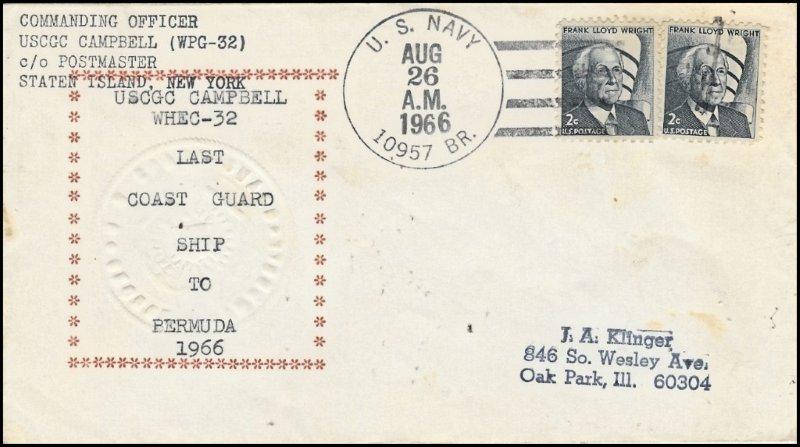 COMMANDING OFFICER
USCGC CAMPBELL (WPG-32)
c/o POSTMASTER
STATEN ISLAND, NEW YORK
USCGC CAMPBELL
WHEC-32
LAST
COAST GUARD
SHIP
TO
BERMUDA
1966
U. S. NAVY
AUG
26
A.M.
1966
10957 BR.
FRANK LLOYD WRIGHT
2c
U.S. POSTAGE
FRANK LLOYD WRIGHT
2c
U.S. POSTAGE
J. A. Klinger
846 So. Wesley Ave.
Oak Park, Ill. 60304